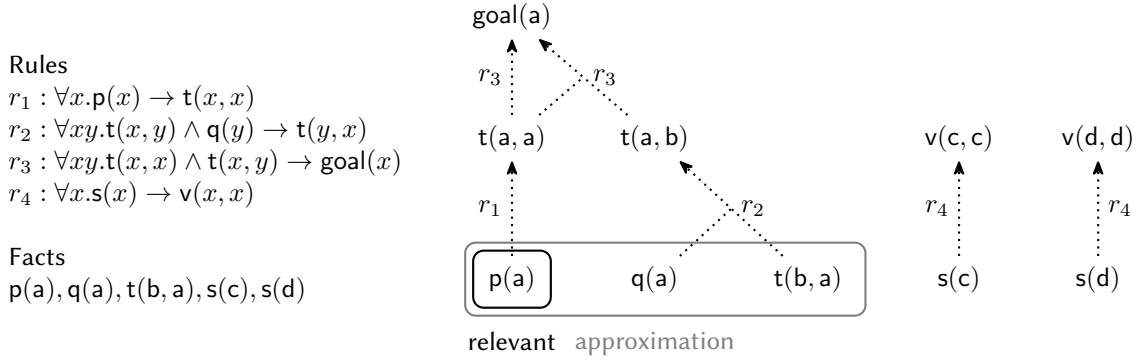 Rules
r₁ : ∀x.p(x) → t(x, x)
r₂ : ∀xy.t(x, y) ∧ q(y) → t(y, x)
r₃ : ∀xy.t(x, x) ∧ t(x, y) → goal(x)
r₄ : ∀x.s(x) → v(x, x)
Facts
p(a), q(a), t(b, a), s(c), s(d)
goal(a)
r₃ r₃
t(a, a) t(a, b) v(c, c) v(d, d)
r₁ r₂ r₄ r₄
p(a) q(a) t(b, a) s(c) s(d)
relevant approximation